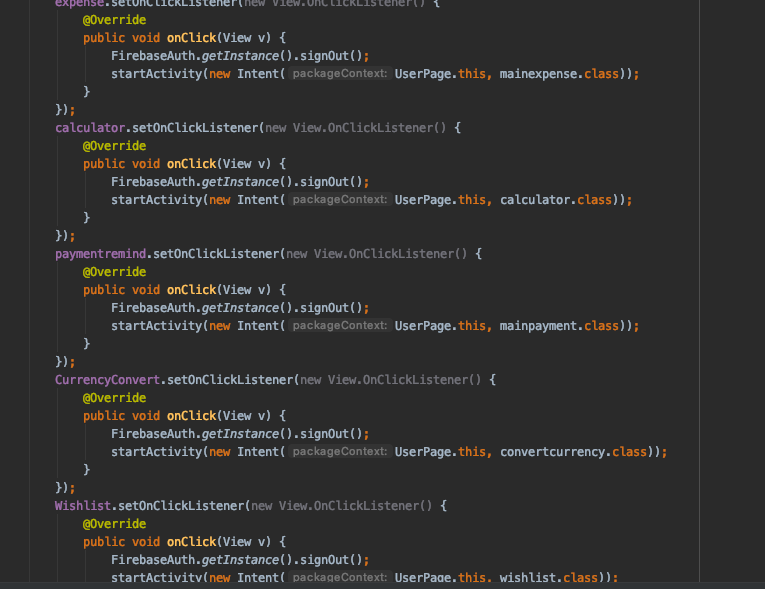 expense.setOnClickListener(new View.OnClickListener() {
@Override
public void onClick(View v) {
FirebaseAuth.getInstance().signOut();
startActivity(new Intent( packageContext: UserPage.this, mainexpense.class));
}
});
calculator.setOnClickListener(new View.OnClickListener() {
@Override
public void onClick(View v) {
FirebaseAuth.getInstance().signOut();
startActivity(new Intent( packageContext: UserPage.this, calculator.class));
}
});
paymentremind.setOnClickListener(new View.OnClickListener() {
@Override
public void onClick(View v) {
FirebaseAuth.getInstance().signOut();
startActivity(new Intent( packageContext: UserPage.this, mainpayment.class));
}
});
CurrencyConvert.setOnClickListener(new View.OnClickListener() {
@Override
public void onClick(View v) {
FirebaseAuth.getInstance().signOut();
startActivity(new Intent( packageContext: UserPage.this, convertcurrency.class));
}
});
Wishlist.setOnClickListener(new View.OnClickListener() {
@Override
public void onClick(View v) {
FirebaseAuth.getInstance().signOut();
startActivity(new Intent( packageContext: UserPage.this, wishlist.class));